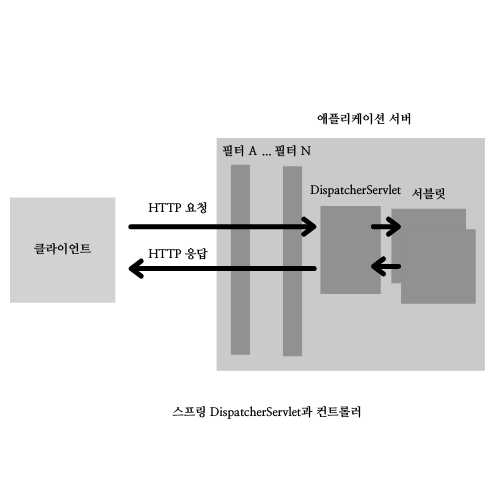 애플리케이션 서버
필터 A ... 필터 N
DispatcherServlet
서블릿
HTTP 요청
클라이언트
HTTP 응답
스프링 DispatcherServlet과 컨트롤러